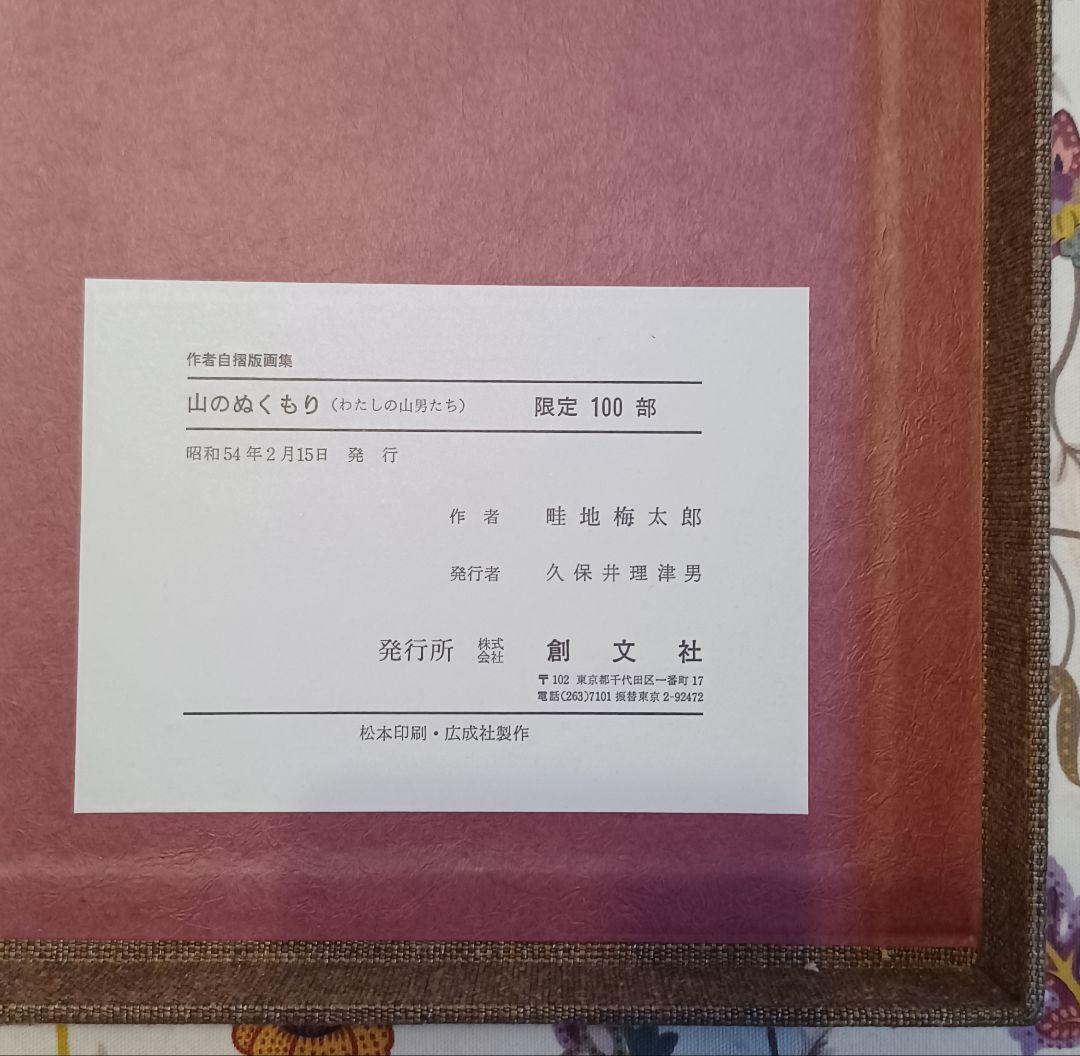 作者自摺版画集
山のぬくもり（わたしの山男たち） 限定 100 部
昭和54年2月15日 発 行
作 者 畦地梅太郎
発行者 久保井理津男
発行所 株式会社 創文社
〒102 東京都千代田区一番町17
電話(263)7101 振替東京2-92472
松本印刷・広成社製作